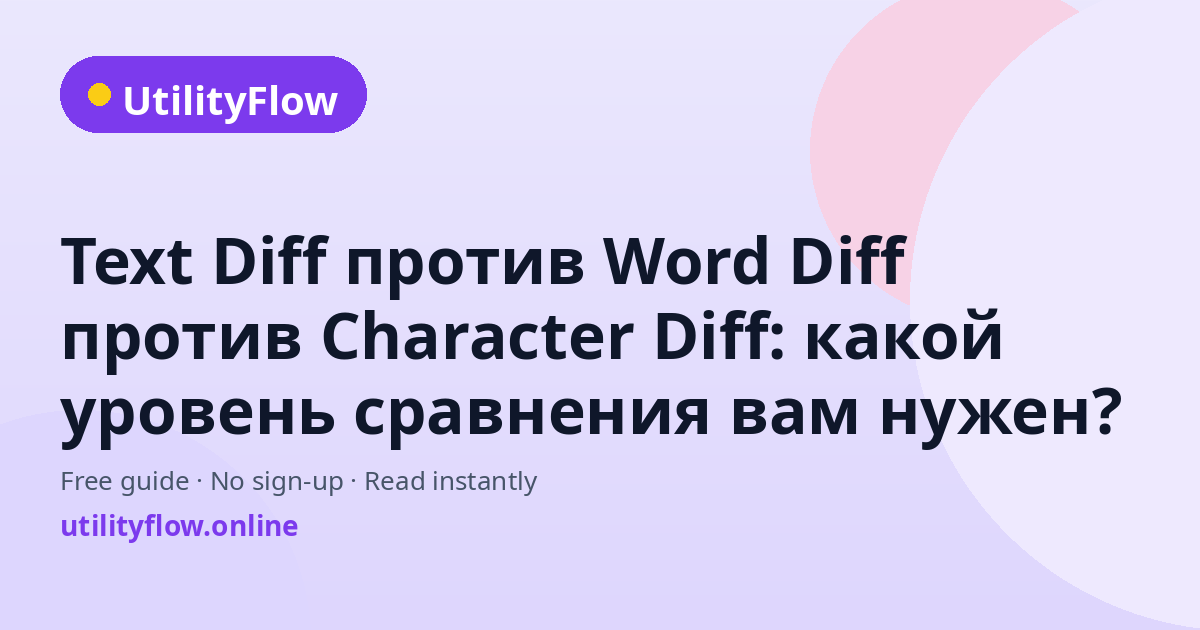 UtilityFlow
Text Diff против Word Diff
против Character Diff: какой
уровень сравнения вам нужен?
Free guide · No sign-up · Read instantly
utilityflow.online